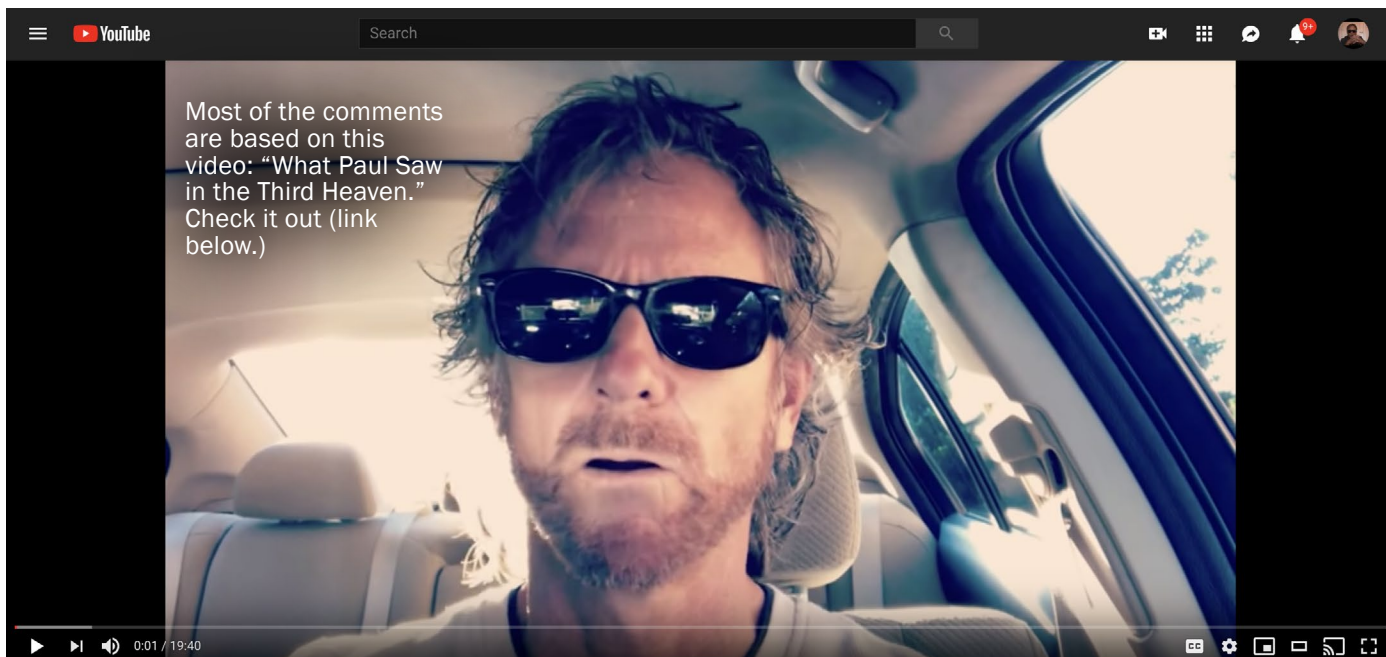 YouTube
Search
9+
Most of the comments
are based on this
video: “What Paul Saw
in the Third Heaven.”
Check it out (link
below.)
0:01 / 19:40
CC